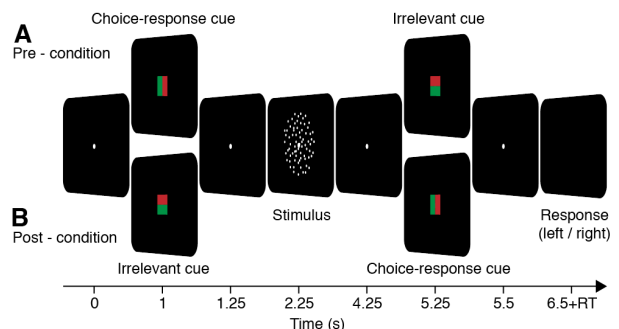 Choice-response cue
Irrelevant cue
A
Pre - condition
B
Post - condition
Stimulus
Response
(left / right)
Irrelevant cue
Choice-response cue
0 1 1.25 2.25 4.25 5.25 5.5 6.5+RT
Time (s)